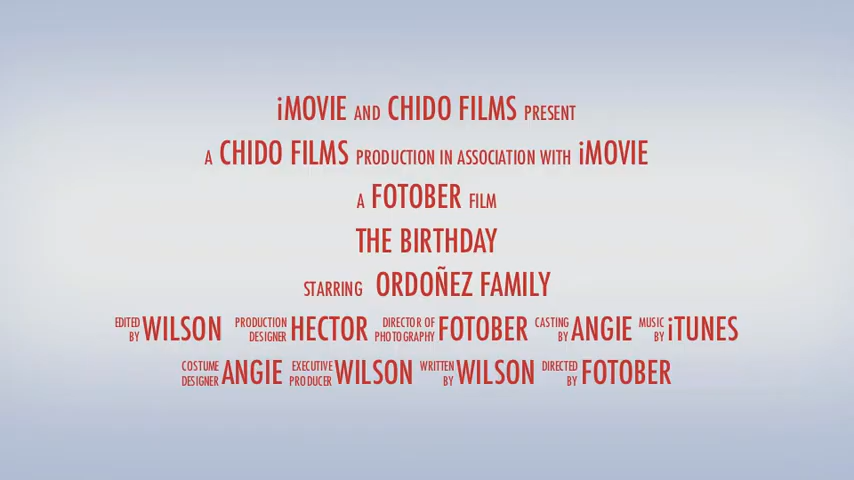 iMOVIE AND CHIDO FILMS PRESENT
A CHIDO FILMS PRODUCTION IN ASSOCIATION WITH iMOVIE
A FOTOBER FILM
THE BIRTHDAY
STARRING ORDOÑEZ FAMILY
EDITED BY WILSON PRODUCTION DESIGNER HECTOR DIRECTOR OF PHOTOGRAPHY FOTOBER CASTING BY ANGIE MUSIC BY iTUNES
COSTUME DESIGNER ANGIE EXECUTIVE PRODUCER WILSON WRITTEN BY WILSON DIRECTED BY FOTOBER